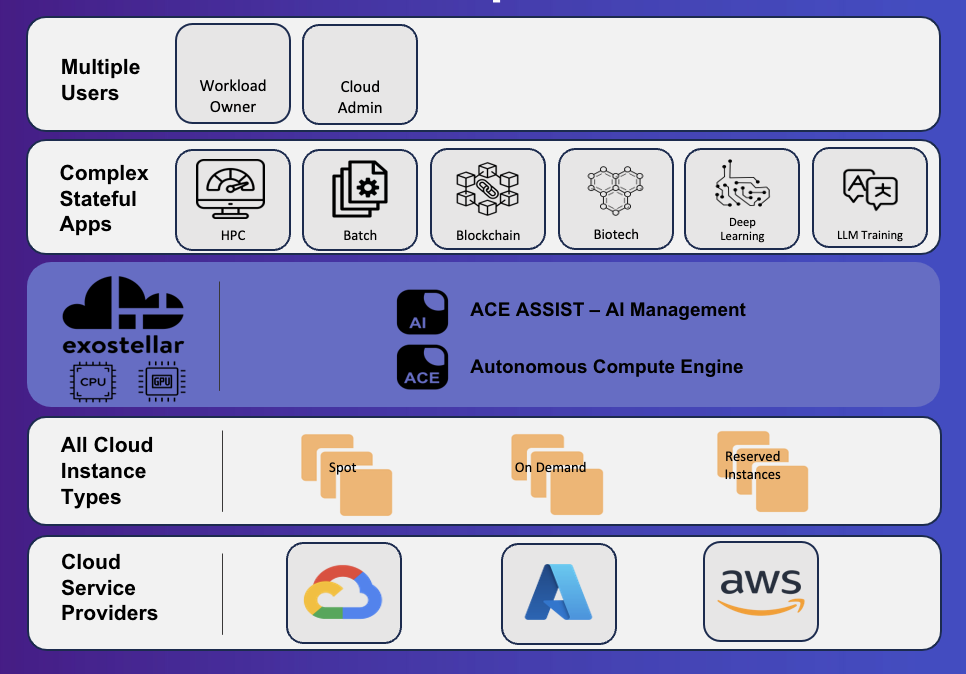 Multiple
Users
Workload
Owner
Cloud
Admin
Complex
Stateful
Apps
HPC
Batch
Blockchain
Biotech
Deep
Learning
A
LLM Training
exostellar
CPU
GPU
AI
ACE ASSIST – AI Management
ACE
Autonomous Compute Engine
All Cloud
Instance
Types
Spot
On Demand
Reserved
Instances
Cloud
Service
Providers
aws